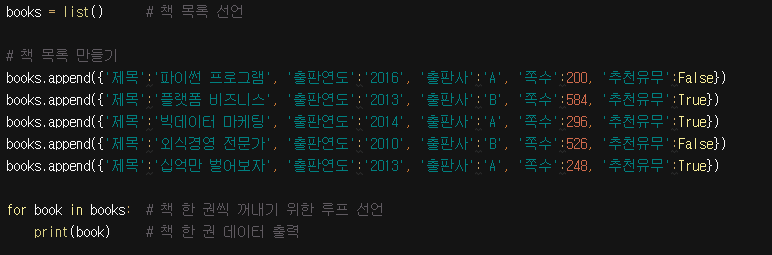 books = list()     # 책 목록 선언
# 책 목록 만들기
books.append({'제목':'파이썬 프로그램', '출판연도':'2016', '출판사':'A', '쪽수':200, '추천유무':False})
books.append({'제목':'플랫폼 비즈니스', '출판연도':'2013', '출판사':'B', '쪽수':584, '추천유무':True})
books.append({'제목':'빅데이터 마케팅', '출판연도':'2014', '출판사':'A', '쪽수':296, '추천유무':True})
books.append({'제목':'외식경영 전문가', '출판연도':'2010', '출판사':'B', '쪽수':526, '추천유무':False})
books.append({'제목':'십억만 벌어보자', '출판연도':'2013', '출판사':'A', '쪽수':248, '추천유무':True})
for book in books:  # 책 한 권씩 꺼내기 위한 루프 선언
    print(book)     # 책 한 권 데이터 출력